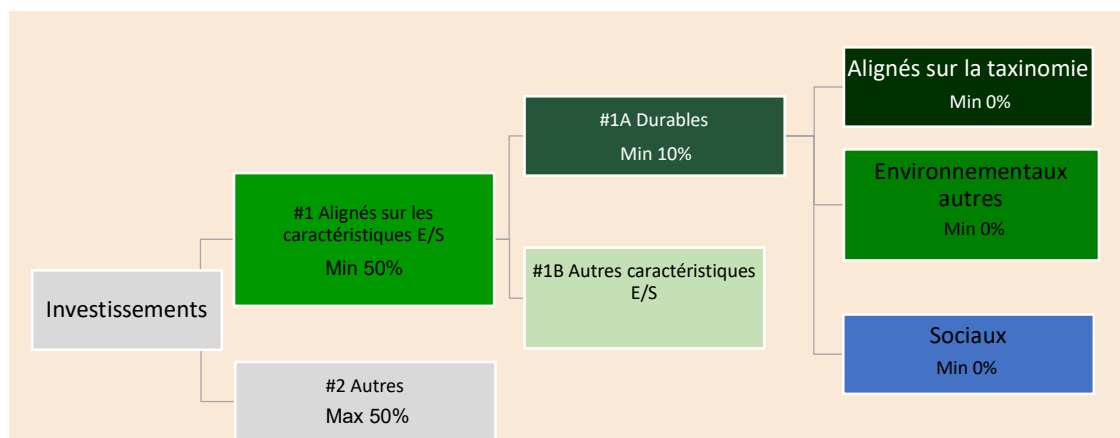 Investissements
#1 Alignés sur les
caractéristiques E/S
Min 50%
#2 Autres
Max 50%
#1A Durables
Min 10%
#1B Autres caractéristiques
E/S
Alignés sur la taxinomie
Min 0%
Environnementaux
autres
Min 0%
Sociaux
Min 0%